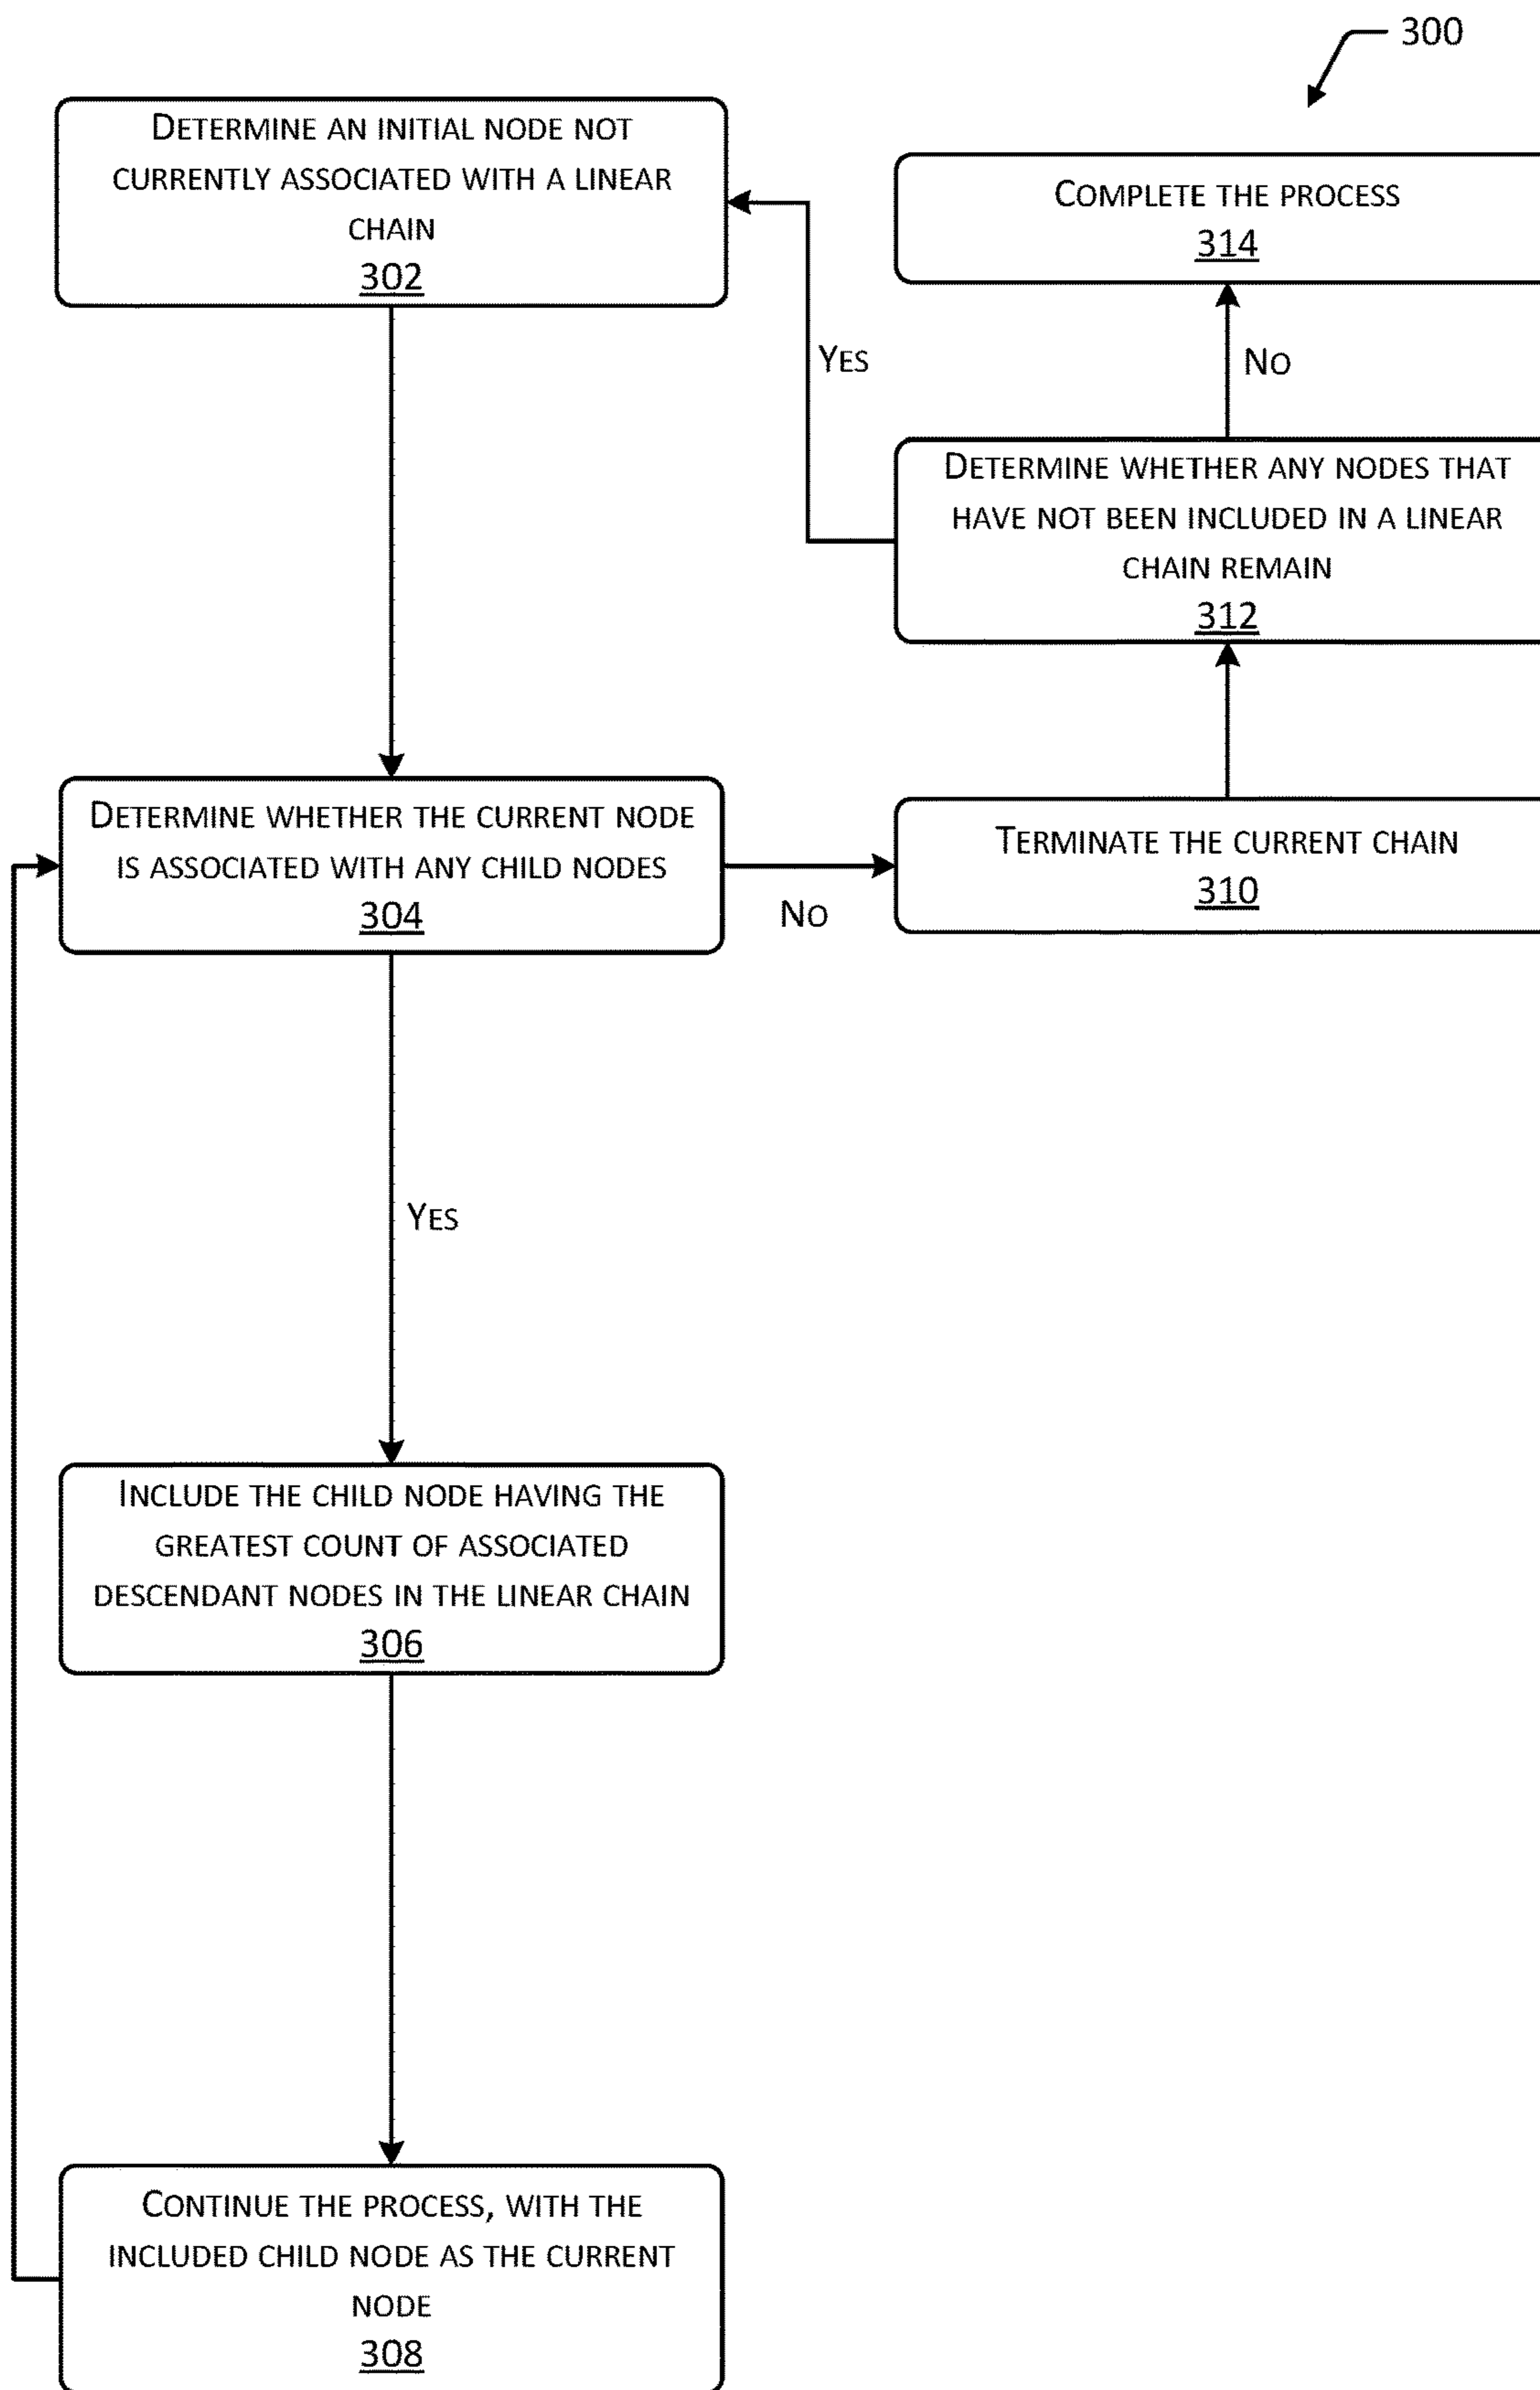 300
DETERMINE AN INITIAL NODE NOT
CURRENTLY ASSOCIATED WITH A LINEAR
CHAIN
302
COMPLETE THE PROCESS
314
YES
NO
DETERMINE WHETHER ANY NODES THAT
HAVE NOT BEEN INCLUDED IN A LINEAR
CHAIN REMAIN
312
DETERMINE WHETHER THE CURRENT NODE
IS ASSOCIATED WITH ANY CHILD NODES
304
NO
TERMINATE THE CURRENT CHAIN
310
YES
INCLUDE THE CHILD NODE HAVING THE
GREATEST COUNT OF ASSOCIATED
DESCENDANT NODES IN THE LINEAR CHAIN
306
CONTINUE THE PROCESS, WITH THE
INCLUDED CHILD NODE AS THE CURRENT
NODE
308